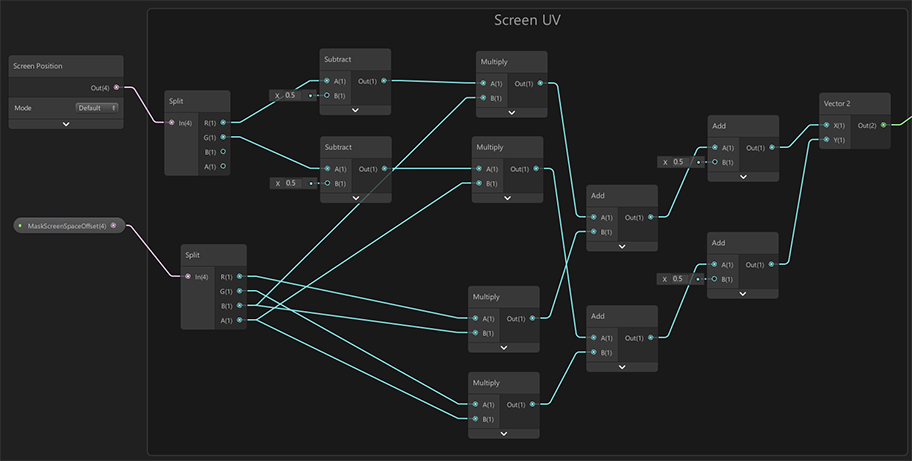 Screen UV
Screen Position
Out(4)
Mode
Default
MaskScreenSpaceOffset(4)
Split
In(4)
R(1)
G(1)
B(1)
A(1)
Split
In(4)
R(1)
G(1)
B(1)
A(1)
Subtract
X 0.5
A(1)
Out(1)
B(1)
Subtract
X 0.5
A(1)
Out(1)
B(1)
Multiply
A(1)
Out(1)
B(1)
Multiply
A(1)
Out(1)
B(1)
Multiply
A(1)
Out(1)
B(1)
Multiply
A(1)
Out(1)
B(1)
Add
A(1)
Out(1)
B(1)
Add
A(1)
Out(1)
B(1)
Add
X 0.5
A(1)
Out(1)
B(1)
Add
X 0.5
A(1)
Out(1)
B(1)
Vector 2
X(1)
Out(2)
Y(1)